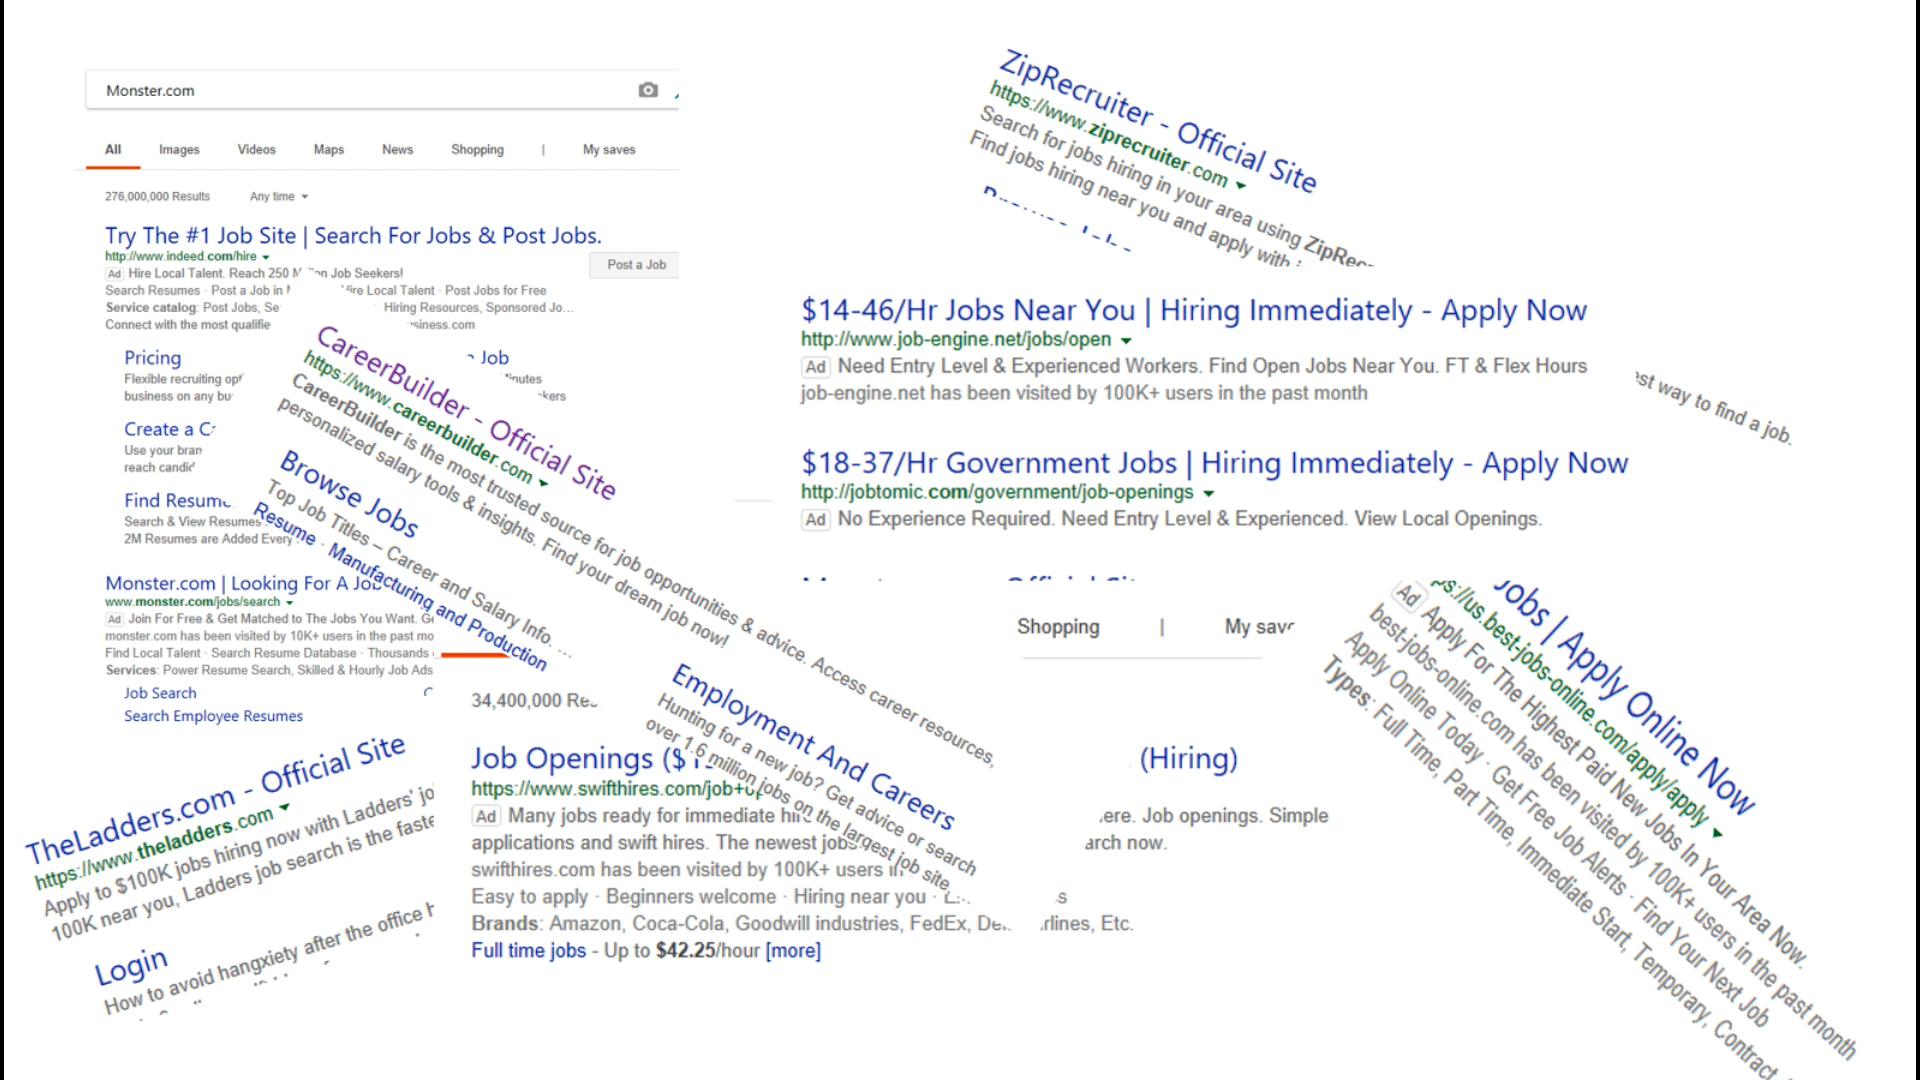 Monster.com
All Images Videos Maps News Shopping | My saves
276,000,000 Results Any time
Try The #1 Job Site | Search For Jobs & Post Jobs.
http://www.indeed.com/hire
Ad Hire Local Talent. Reach 250 Job Seekers!
Post a Job
Search Resumes · Post a Job in Hire Local Talent · Post Jobs for Free
Service catalog: Post Jobs, Hiring Resources, Sponsored Jo...
Connect with the most
Pricing
Job
Flexible recruiting
business on any
Create a
Use your
reach
Find
Search & View Resumes
2M Resumes are Added Every
Monster.com | Looking For A Job
www.monster.com/jobs/search
Ad Join For Free & Get Matched to The Jobs You Want.
monster.com has been visited by 10K+ users in the past
Find Local Talent · Search Resume Database · Thousands
Services: Power Resume Search, Skilled & Hourly Job Ads
Job Search
Search Employee Resumes
CareerBuilder - Official Site
https://www.careerbuilder.com
CareerBuilder is the most trusted source for job opportunities & advice. Access career resources,
personalized salary tools & insights. Find your dream job now!
Browse Jobs
Top Job Titles – Career and Salary Info. ...
Resume · Manufacturing and Production
Employment And Careers
Hunting for a new job? Get advice or search
over 1.6 million jobs on the largest job site,
TheLadders.com - Official Site
https://www.theladders.com
Apply to $100K jobs hiring now with Ladders'
100K near you, Ladders job search is the
Login
How to avoid hangxiety after the office
ZipRecruiter - Official Site
https://www.ziprecruiter.com
Search for jobs hiring in your area using
Find jobs hiring near you and apply with
way to find a job.
$14-46/Hr Jobs Near You | Hiring Immediately - Apply Now
http://www.job-engine.net/jobs/open
Ad Need Entry Level & Experienced Workers. Find Open Jobs Near You. FT & Flex Hours
job-engine.net has been visited by 100K+ users in the past month
$18-37/Hr Government Jobs | Hiring Immediately - Apply Now
http://jobtomic.com/government/job-openings
Ad No Experience Required. Need Entry Level & Experienced. View Local Openings.
Shopping | My
34,400,000
Job Openings (Hiring)
https://www.swifthires.com/
Ad Many jobs ready for immediate Job openings. Simple
applications and swift hires. The newest now.
swifthires.com has been visited by 100K+ users
Easy to apply · Beginners welcome · Hiring near you ·
Brands: Amazon, Coca-Cola, Goodwill industries, FedEx, Etc.
Full time jobs - Up to $42.25/hour [more]
Jobs | Apply Online Now
us.best-jobs-online.com/apply/apply
Ad Apply For The Highest Paid New Jobs In Your Area Now.
best-jobs-online.com has been visited by 100K+ users in the past month
Apply Online Today · Get Free Job Alerts · Find Your Next Job
Types: Full Time, Part Time, Immediate Start, Temporary, Contract